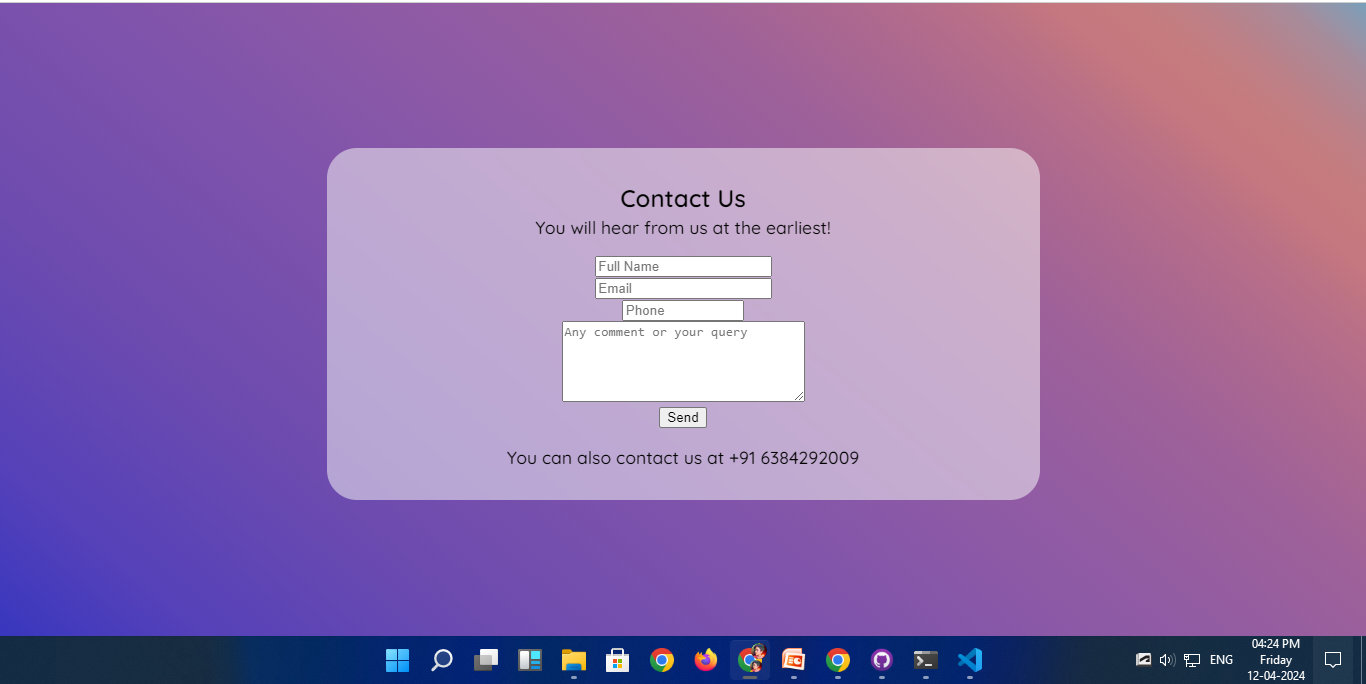 Contact Us
You will hear from us at the earliest!
Full Name
Email
Phone
Any comment or your query
Send
You can also contact us at +91 6384292009
ENG
04:24 PM
Friday
12-04-2024